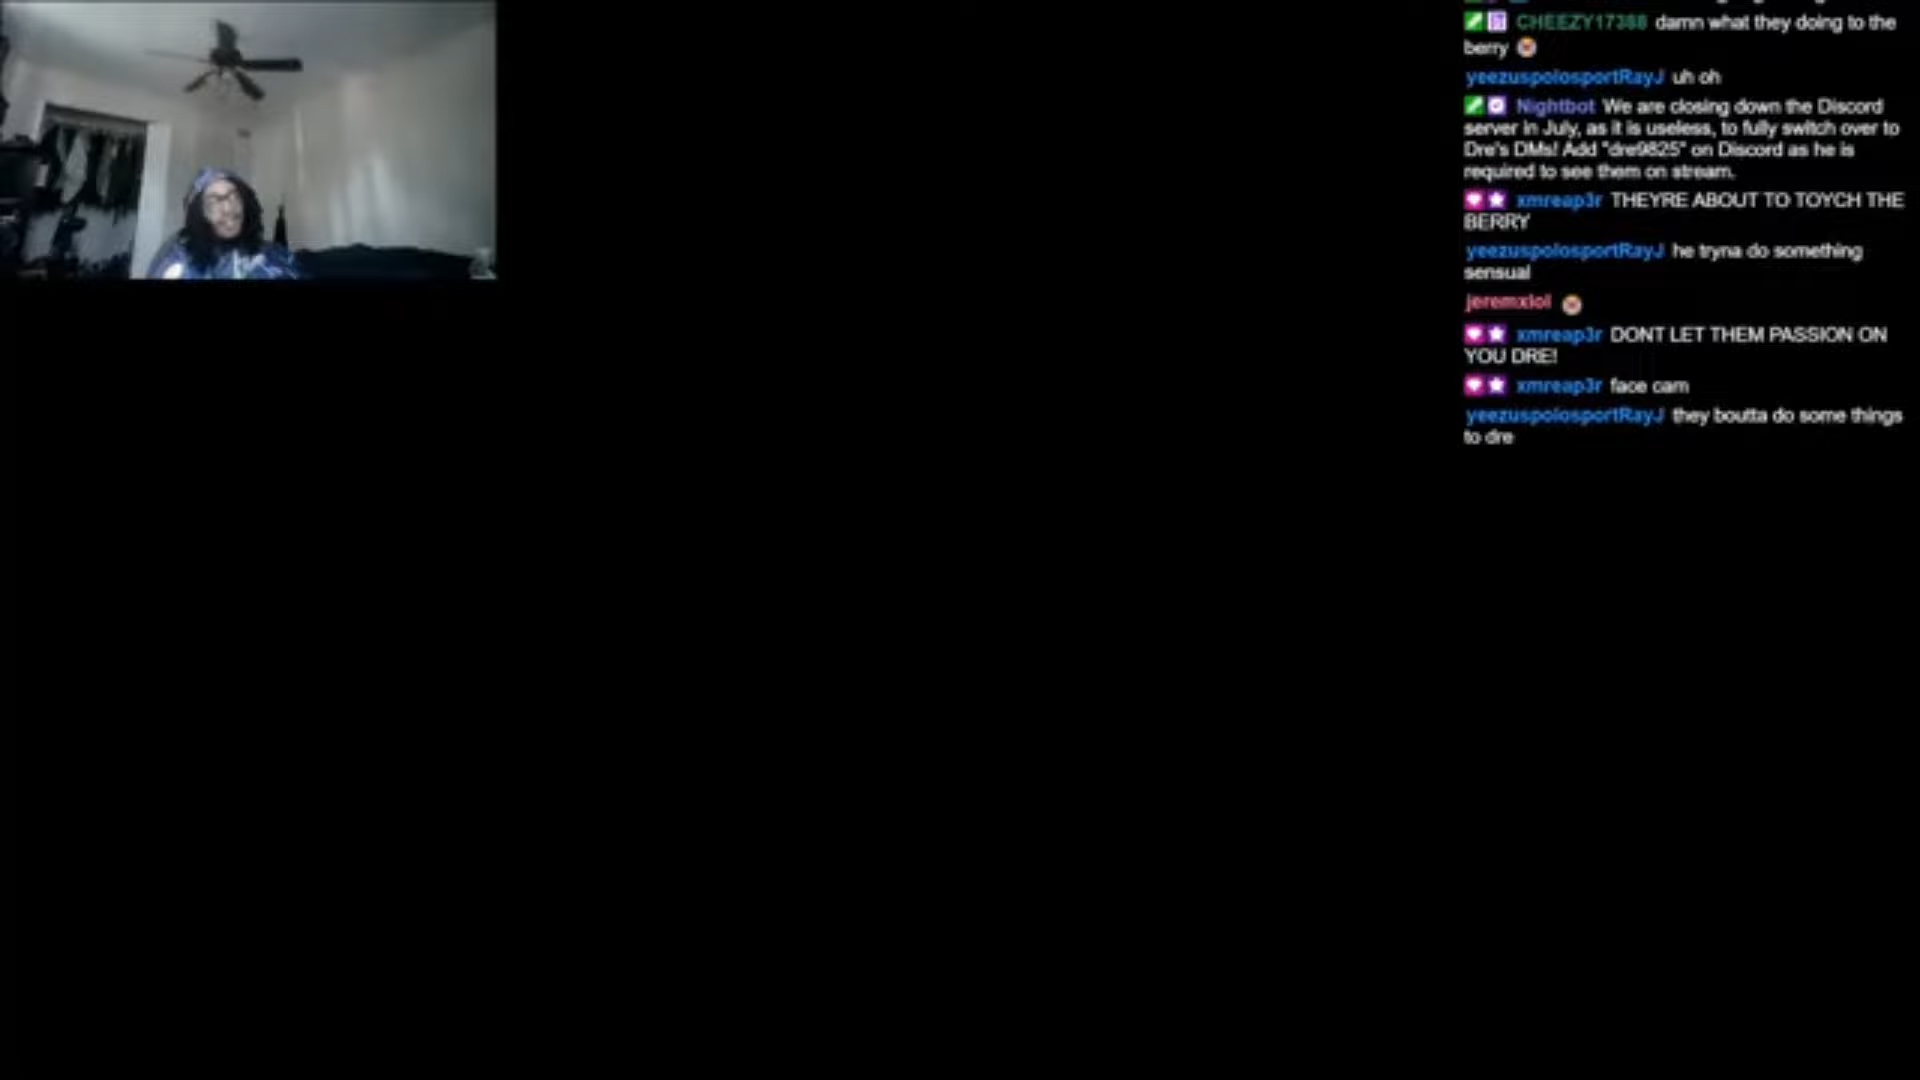 CHEEZY17388 damn what they doing to the
berry
yeezuspolosportRayJ uh oh
Nightbot We are closing down the Discord
server in July, as it is useless, to fully switch over to
Dre's DMs! Add "dre9825" on Discord as he is
required to see them on stream.
xmreap3r THEYRE ABOUT TO TOYCH THE
BERRY
yeezuspolosportRayJ he tryna do something
sensual
jeremxlol
xmreap3r DONT LET THEM PASSION ON
YOU DRE!
xmreap3r face cam
yeezuspolosportRayJ they boutta do some things
to dre